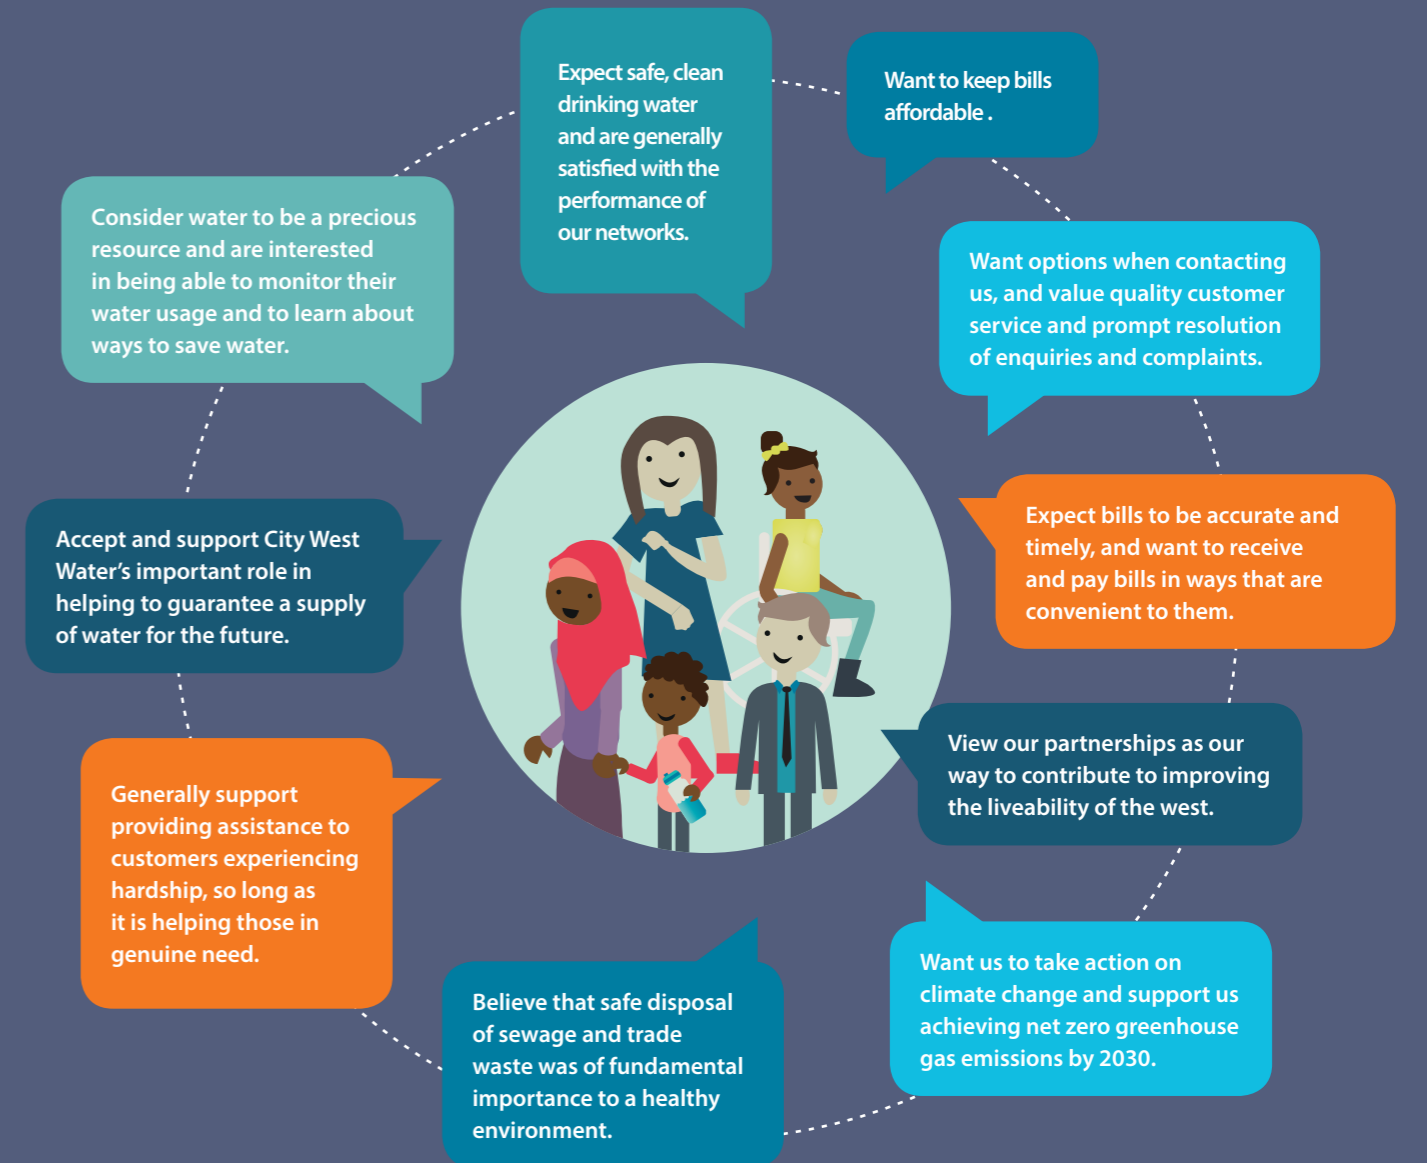 Expect safe, clean
drinking water
and are generally
satisfied with the
performance of
our networks.
Want to keep bills
affordable .
Want options when contacting
us, and value quality customer
service and prompt resolution
of enquiries and complaints.
Expect bills to be accurate and
timely, and want to receive
and pay bills in ways that are
convenient to them.
View our partnerships as our
way to contribute to improving
the liveability of the west.
Want us to take action on
climate change and support us
achieving net zero greenhouse
gas emissions by 2030.
Believe that safe disposal
of sewage and trade
waste was of fundamental
importance to a healthy
environment.
Generally support
providing assistance to
customers experiencing
hardship, so long as
it is helping those in
genuine need.
Accept and support City West
Water’s important role in
helping to guarantee a supply
of water for the future.
Consider water to be a precious
resource and are interested
in being able to monitor their
water usage and to learn about
ways to save water.